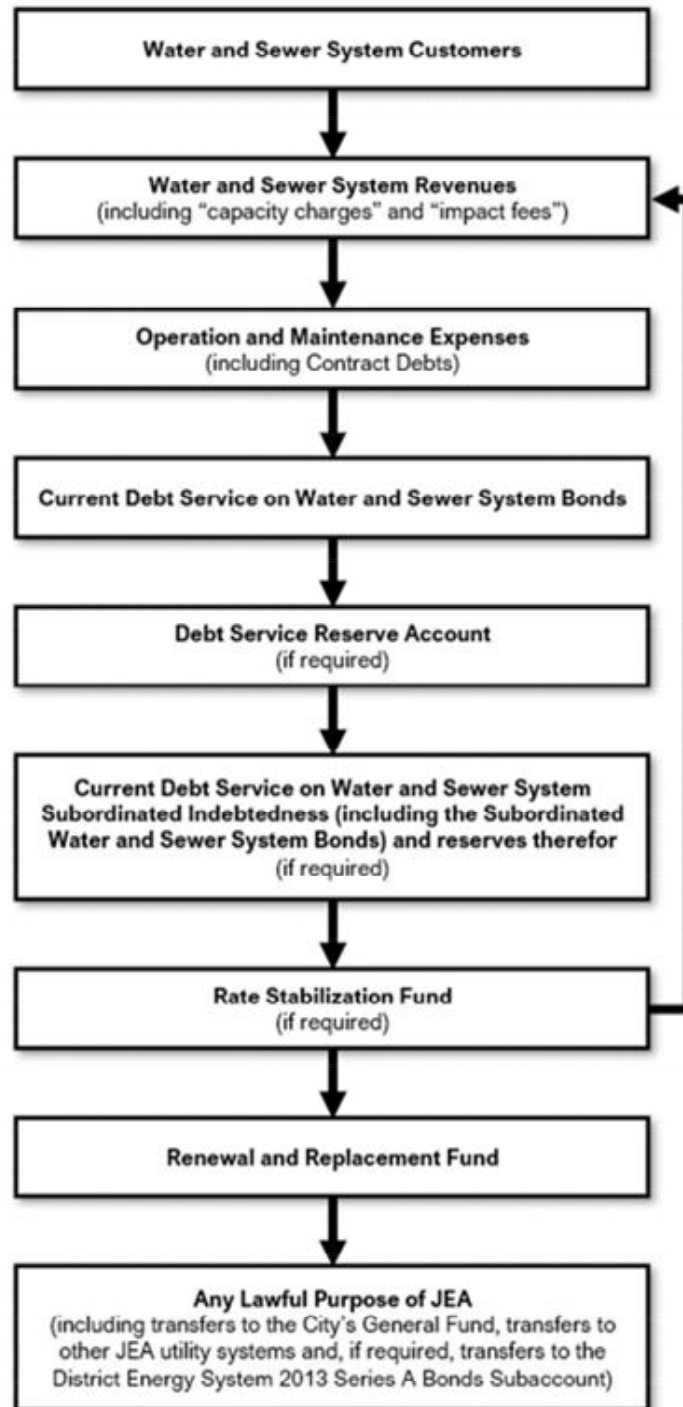 Water and Sewer System Customers
Water and Sewer System Revenues
(including “capacity charges” and “impact fees”)
Operation and Maintenance Expenses
(including Contract Debts)
Current Debt Service on Water and Sewer System Bonds
Debt Service Reserve Account
(if required)
Current Debt Service on Water and Sewer System
Subordinated Indebtedness (including the Subordinated
Water and Sewer System Bonds) and reserves therefor
(if required)
Rate Stabilization Fund
(if required)
Renewal and Replacement Fund
Any Lawful Purpose of JEA
(including transfers to the City’s General Fund, transfers to
other JEA utility systems and, if required, transfers to the
District Energy System 2013 Series A Bonds Subaccount)